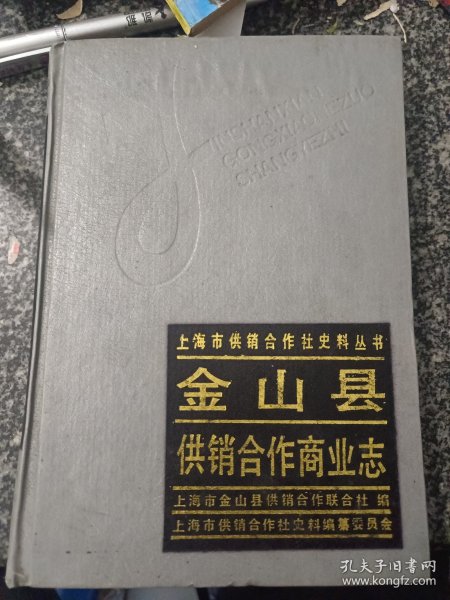 JINSHANXIAN
GONGXIAOHEZUO
SHANGYEZHI
上海市供销合作社史料丛书
金山县
供销合作商业志
上海市金山县供销合作联合社 编
上海市供销合作社史料编纂委员会
孔夫子旧书网
www.kongfz.com